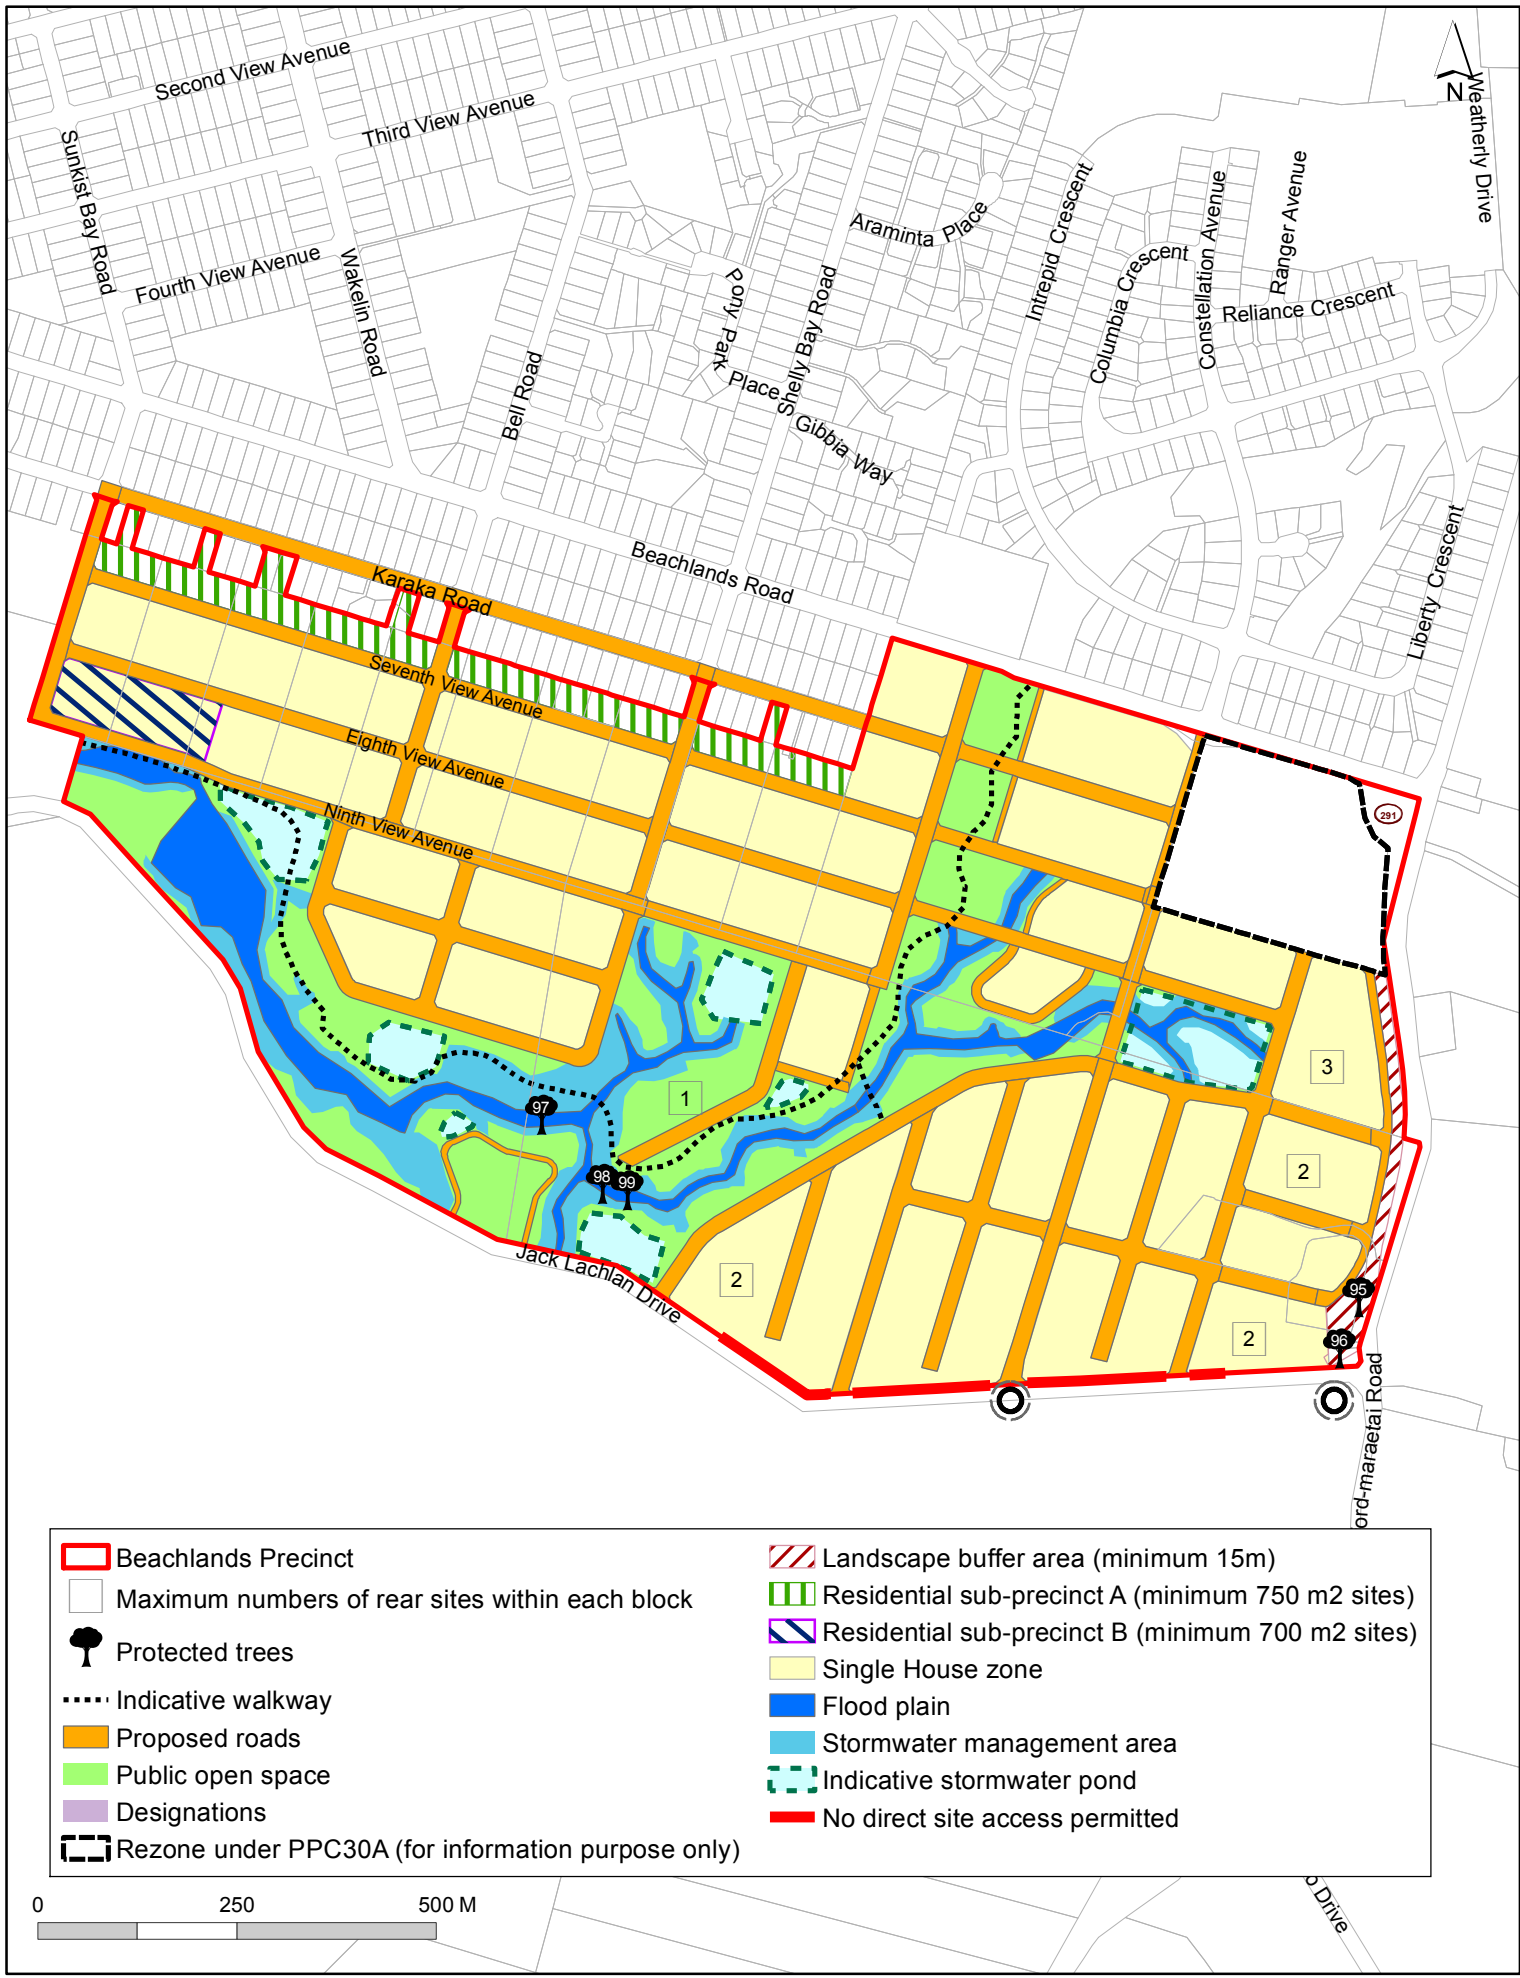 Second View Avenue
Third View Avenue
Sunkist Bay Road
Fourth View Avenue
Wakelin Road
Bell Road
Pony Park Place
Shelly Bay Road
Gibbia Way
Araminta Place
Intrepid Crescent
Columbia Crescent
Constellation Avenue
Ranger Avenue
Reliance Crescent
Weatherly Drive
N
Liberty Crescent
Beachlands Road
Karaka Road
Seventh View Avenue
Eighth View Avenue
Ninth View Avenue
291
3
1
97
2
98
99
2
95
2
96
Jack Lachlan Drive
ord-maraetai Road
Beachlands Precinct
Maximum numbers of rear sites within each block
Protected trees
Indicative walkway
Proposed roads
Public open space
Designations
Rezone under PPC30A (for information purpose only)
Landscape buffer area (minimum 15m)
Residential sub-precinct A (minimum 750 m2 sites)
Residential sub-precinct B (minimum 700 m2 sites)
Single House zone
Flood plain
Stormwater management area
Indicative stormwater pond
No direct site access permitted
0 250 500 M
Drive